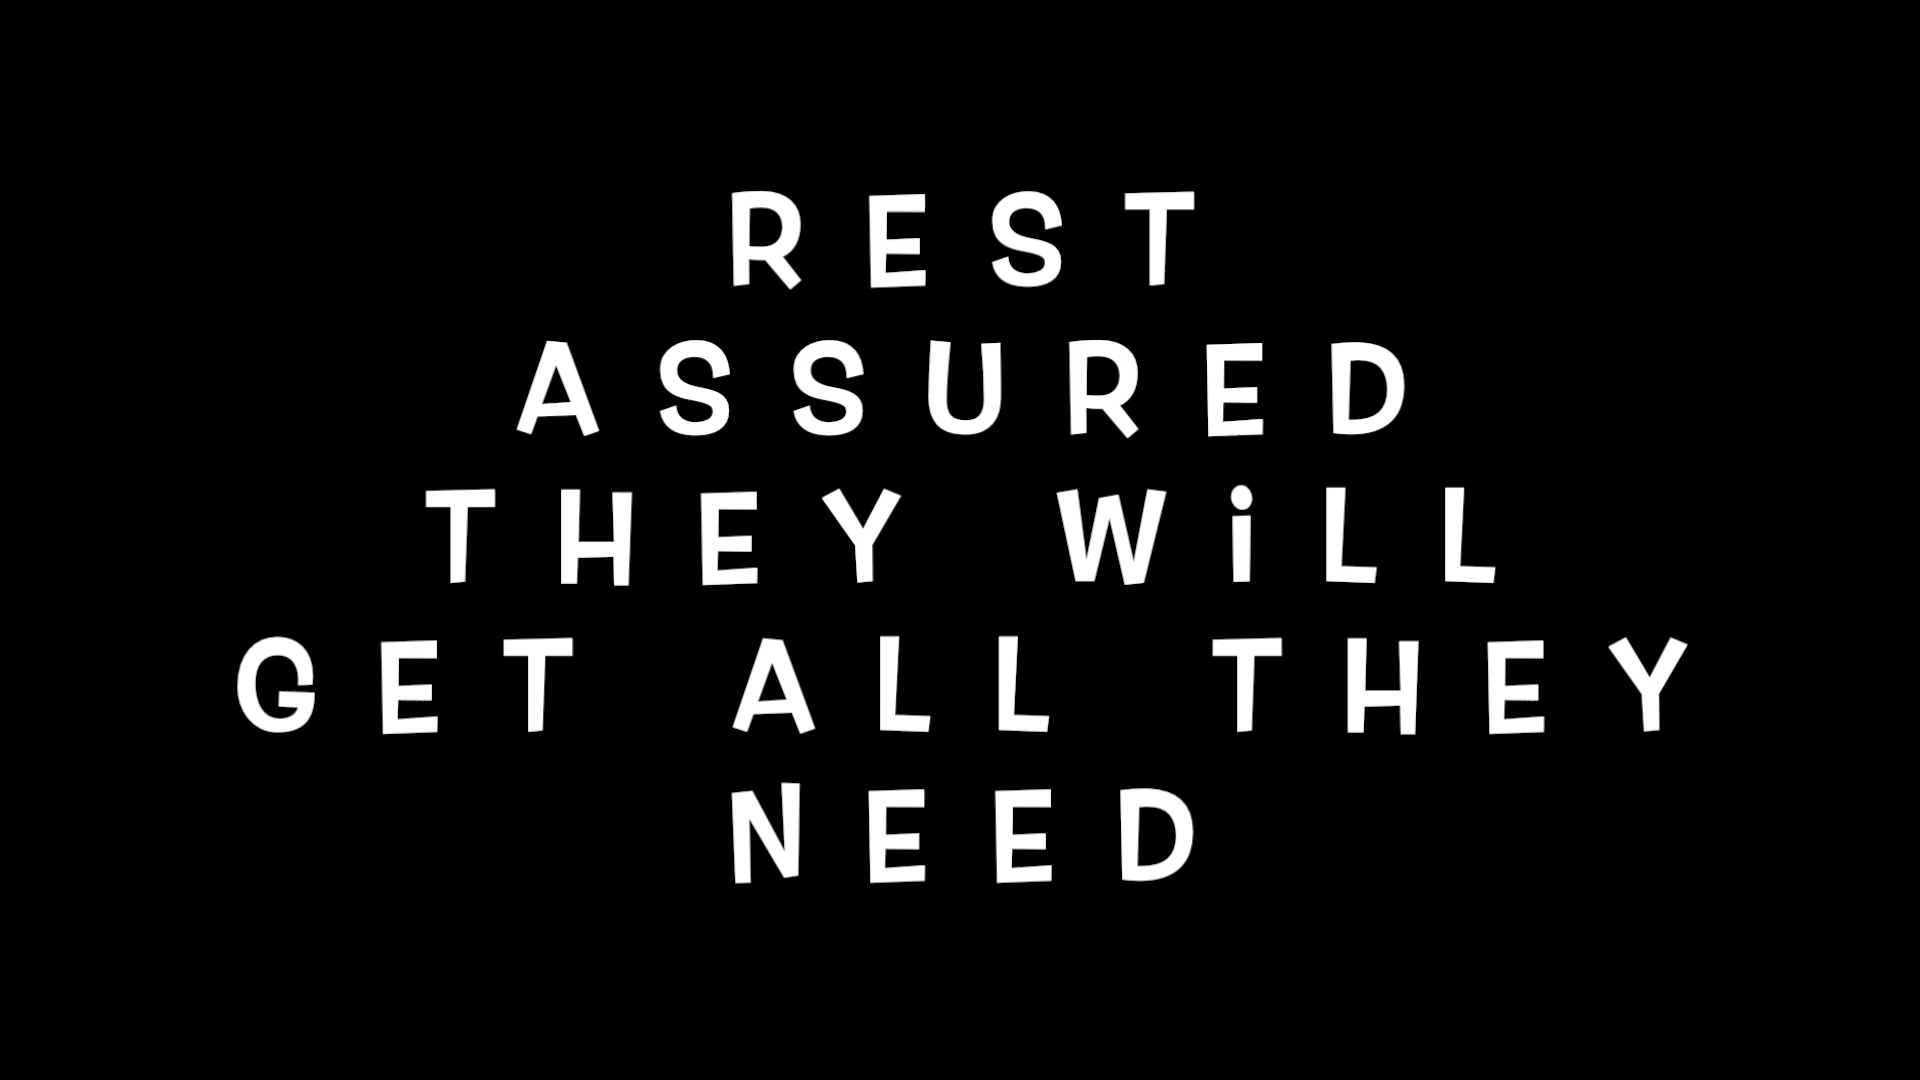 REST
ASSURED
THEY WiLL
GET ALL THEY
NEED